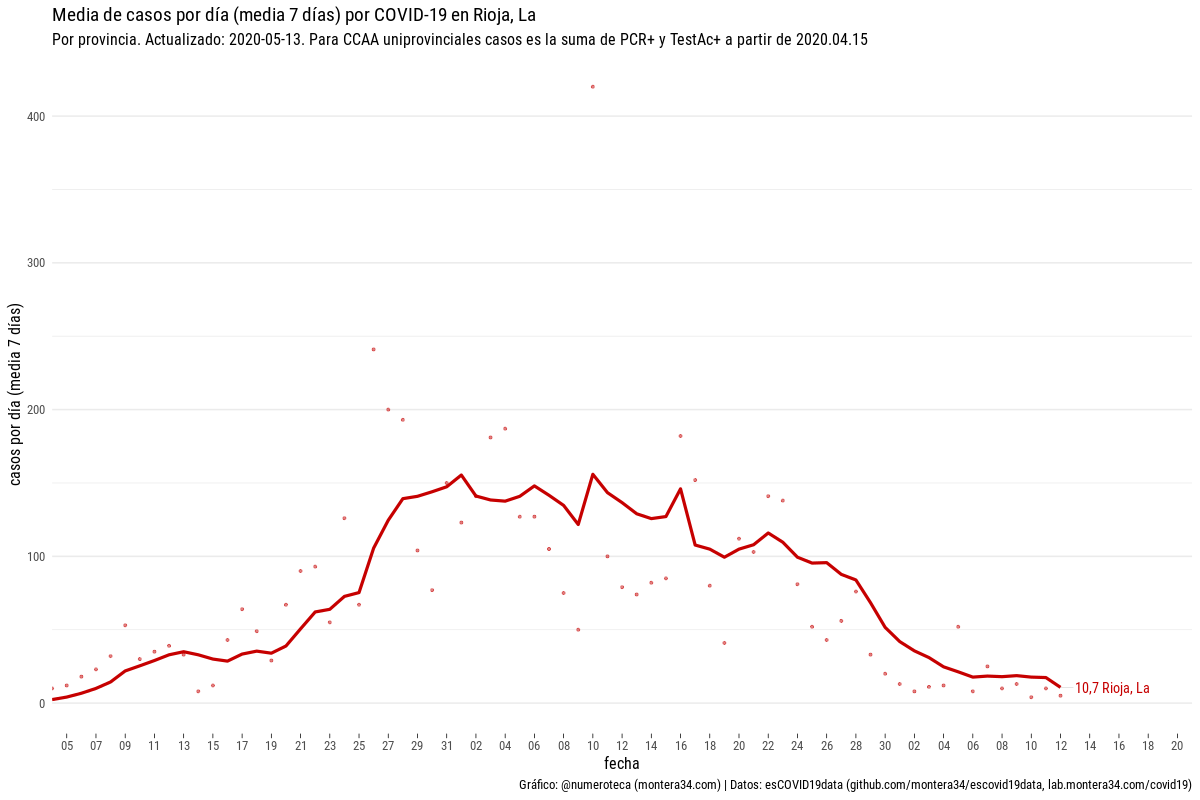 Media de casos por día (media 7 días) por COVID-19 en Rioja, La
Por provincia. Actualizado: 2020-05-13. Para CCAA uniprovinciales casos es la suma de PCR+ y TestAc+ a partir de 2020.04.15
casos por día (media 7 días)
400
300
200
100
0
10,7 Rioja, La
05 07 09 11 13 15 17 19 21 23 25 27 29 31 02 04 06 08 10 12 14 16 18 20 22 24 26 28 30 02 04 06 08 10 12 14 16 18 20
fecha
Gráfico: @numeroteca (montera34.com) | Datos: esCOVID19data (github.com/montera34/escovid19data, lab.montera34.com/covid19)